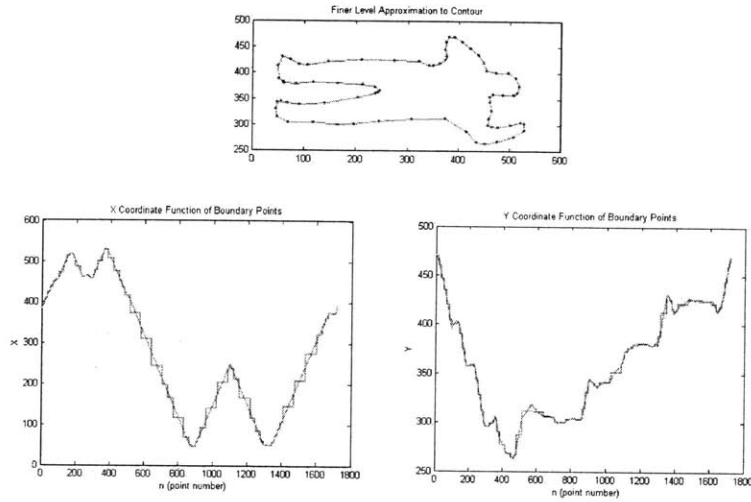 Finer Level Approximation to Contour
500
450
400
350
300
250
0 100 200 300 400 500 600
X Coordinate Function of Boundary Points
600
500
400
X 300
200
100
0
0 200 400 600 800 1000 1200 1400 1600 1800
n (point number)
Y Coordinate Function of Boundary Points
500
450
400
Y
350
300
250
0 200 400 600 800 1000 1200 1400 1600 1800
n (point number)